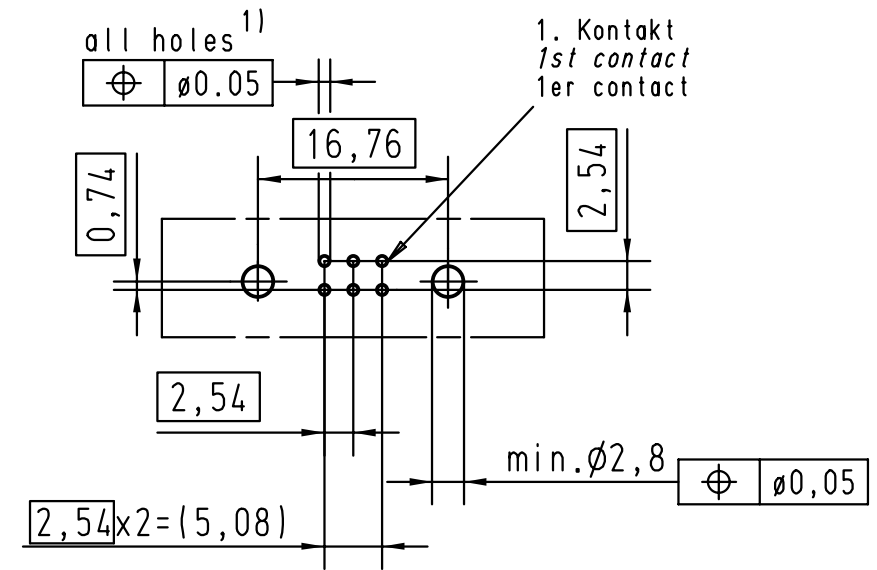 all holes 1)
⌖ ø0.05
1. Kontakt
1st contact
1er contact
16,76
2,54
0,74
2,54
min.Ø2,8
⌖ ø0,05
2,54x2=(5,08)